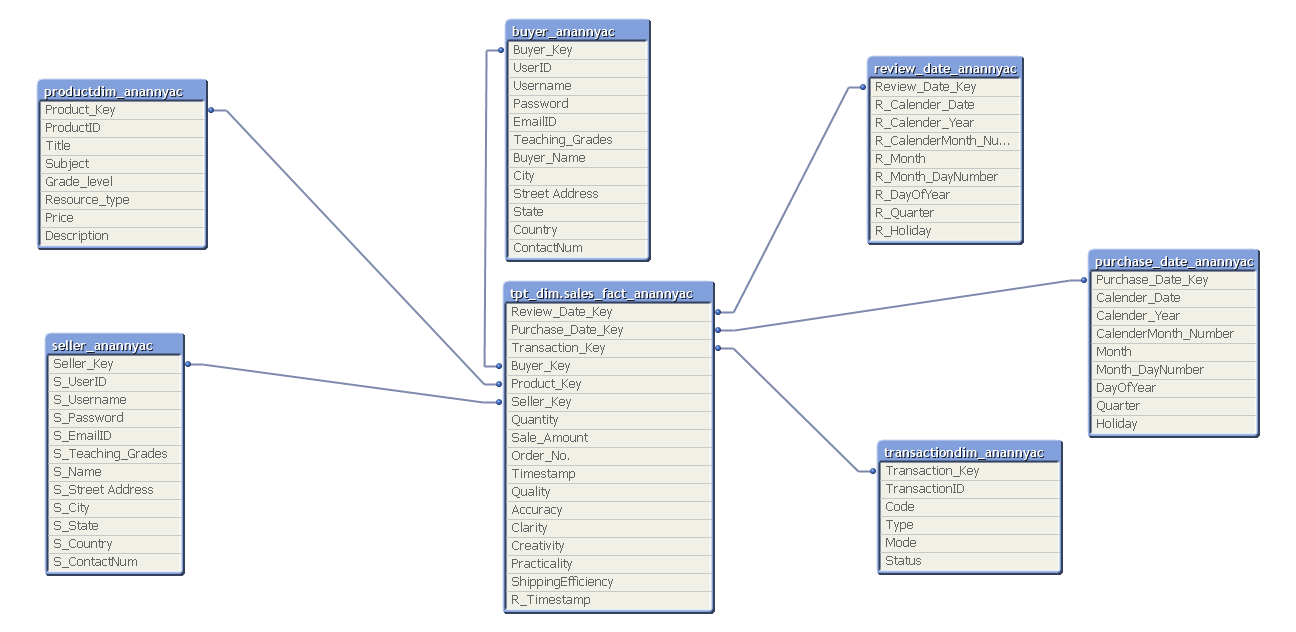 buyer_anannyac
Buyer_Key
UserID
Username
Password
EmailID
Teaching_Grades
Buyer_Name
City
Street Address
State
Country
ContactNum
review_date_anannyac
Review_Date_Key
R_Calender_Date
R_Calender_Year
R_CalenderMonth_Nu...
R_Month
R_Month_DayNumber
R_DayOfYear
R_Quarter
R_Holiday
productdim_anannyac
Product_Key
ProductID
Title
Subject
Grade_level
Resource_type
Price
Description
purchase_date_anannyac
Purchase_Date_Key
Calender_Date
Calender_Year
CalenderMonth_Number
Month
Month_DayNumber
DayOfYear
Quarter
Holiday
tpt_dim.sales_fact_anannyac
Review_Date_Key
Purchase_Date_Key
Transaction_Key
Buyer_Key
Product_Key
Seller_Key
Quantity
Sale_Amount
Order_No.
Timestamp
Quality
Accuracy
Clarity
Creativity
Practicality
ShippingEfficiency
R_Timestamp
seller_anannyac
Seller_Key
S_UserID
S_Username
S_Password
S_EmailID
S_Teaching_Grades
S_Name
S_Street Address
S_City
S_State
S_Country
S_ContactNum
transactiondim_anannyac
Transaction_Key
TransactionID
Code
Type
Mode
Status